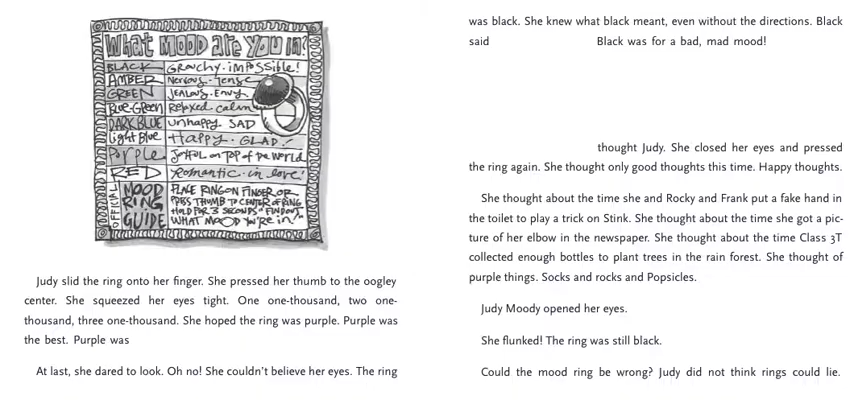 What MOOD are YOU in?
BLACK GROUCHY. IMPOSSIBLE!
AMBER Nervous. Tense
GREEN JEALOUS. Envy.
Blue-Green Relaxed. calm
DARK BLUE unhappy. SAD
Light Blue Happy. GLAD!
Purple JOYFUL on TOP of the WORLD
RED Romantic. in love!
OFFICIAL MOOD RING GUIDE
PLACE RING ON FINGER OR
PRESS THUMB TO CENTER OF RING
HOLD FOR 3 SECONDS FIND OUT
WHAT MOOD YOU'RE in!
Judy slid the ring onto her finger. She pressed her thumb to the oogley
center. She squeezed her eyes tight. One one-thousand, two one-
thousand, three one-thousand. She hoped the ring was purple. Purple was
the best. Purple was
At last, she dared to look. Oh no! She couldn't believe her eyes. The ring
was black. She knew what black meant, even without the directions. Black
said Black was for a bad, mad mood!
thought Judy. She closed her eyes and pressed
the ring again. She thought only good thoughts this time. Happy thoughts.
She thought about the time she and Rocky and Frank put a fake hand in
the toilet to play a trick on Stink. She thought about the time she got a pic-
ture of her elbow in the newspaper. She thought about the time Class 3T
collected enough bottles to plant trees in the rain forest. She thought of
purple things. Socks and rocks and Popsicles.
Judy Moody opened her eyes.
She flunked! The ring was still black.
Could the mood ring be wrong? Judy did not think rings could lie.